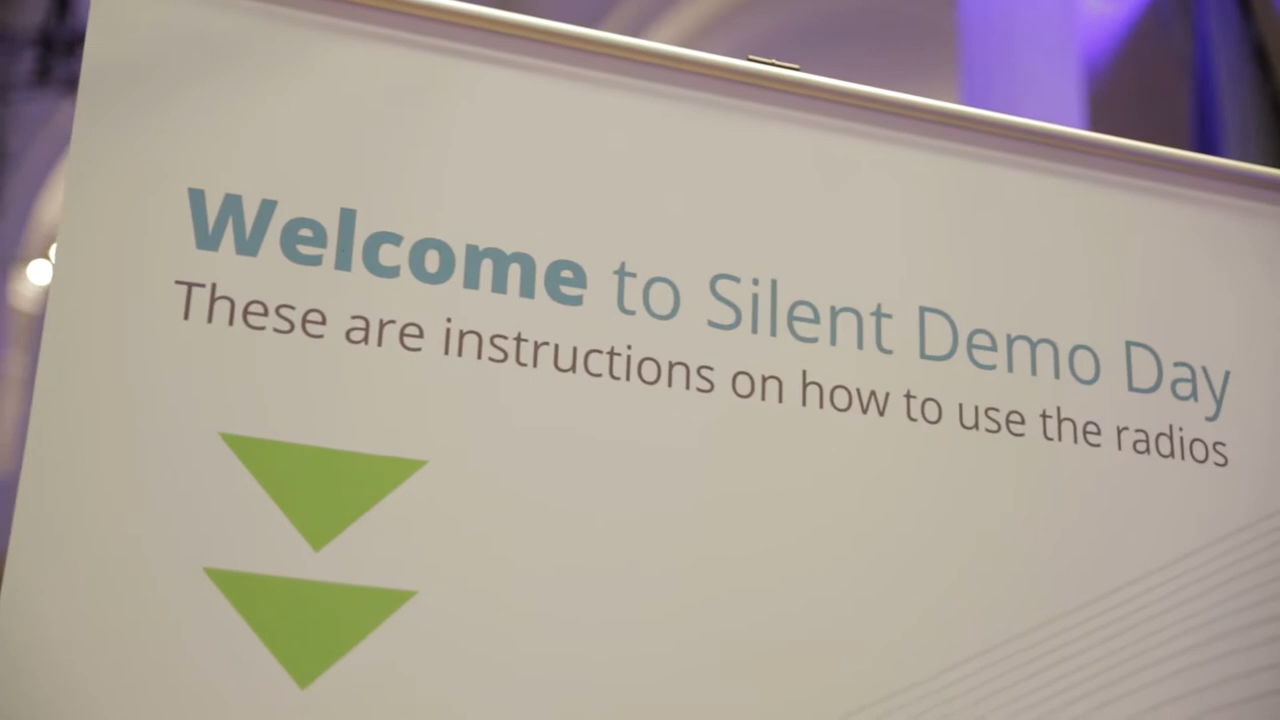 Welcome to Silent Demo Day
These are instructions on how to use the radios